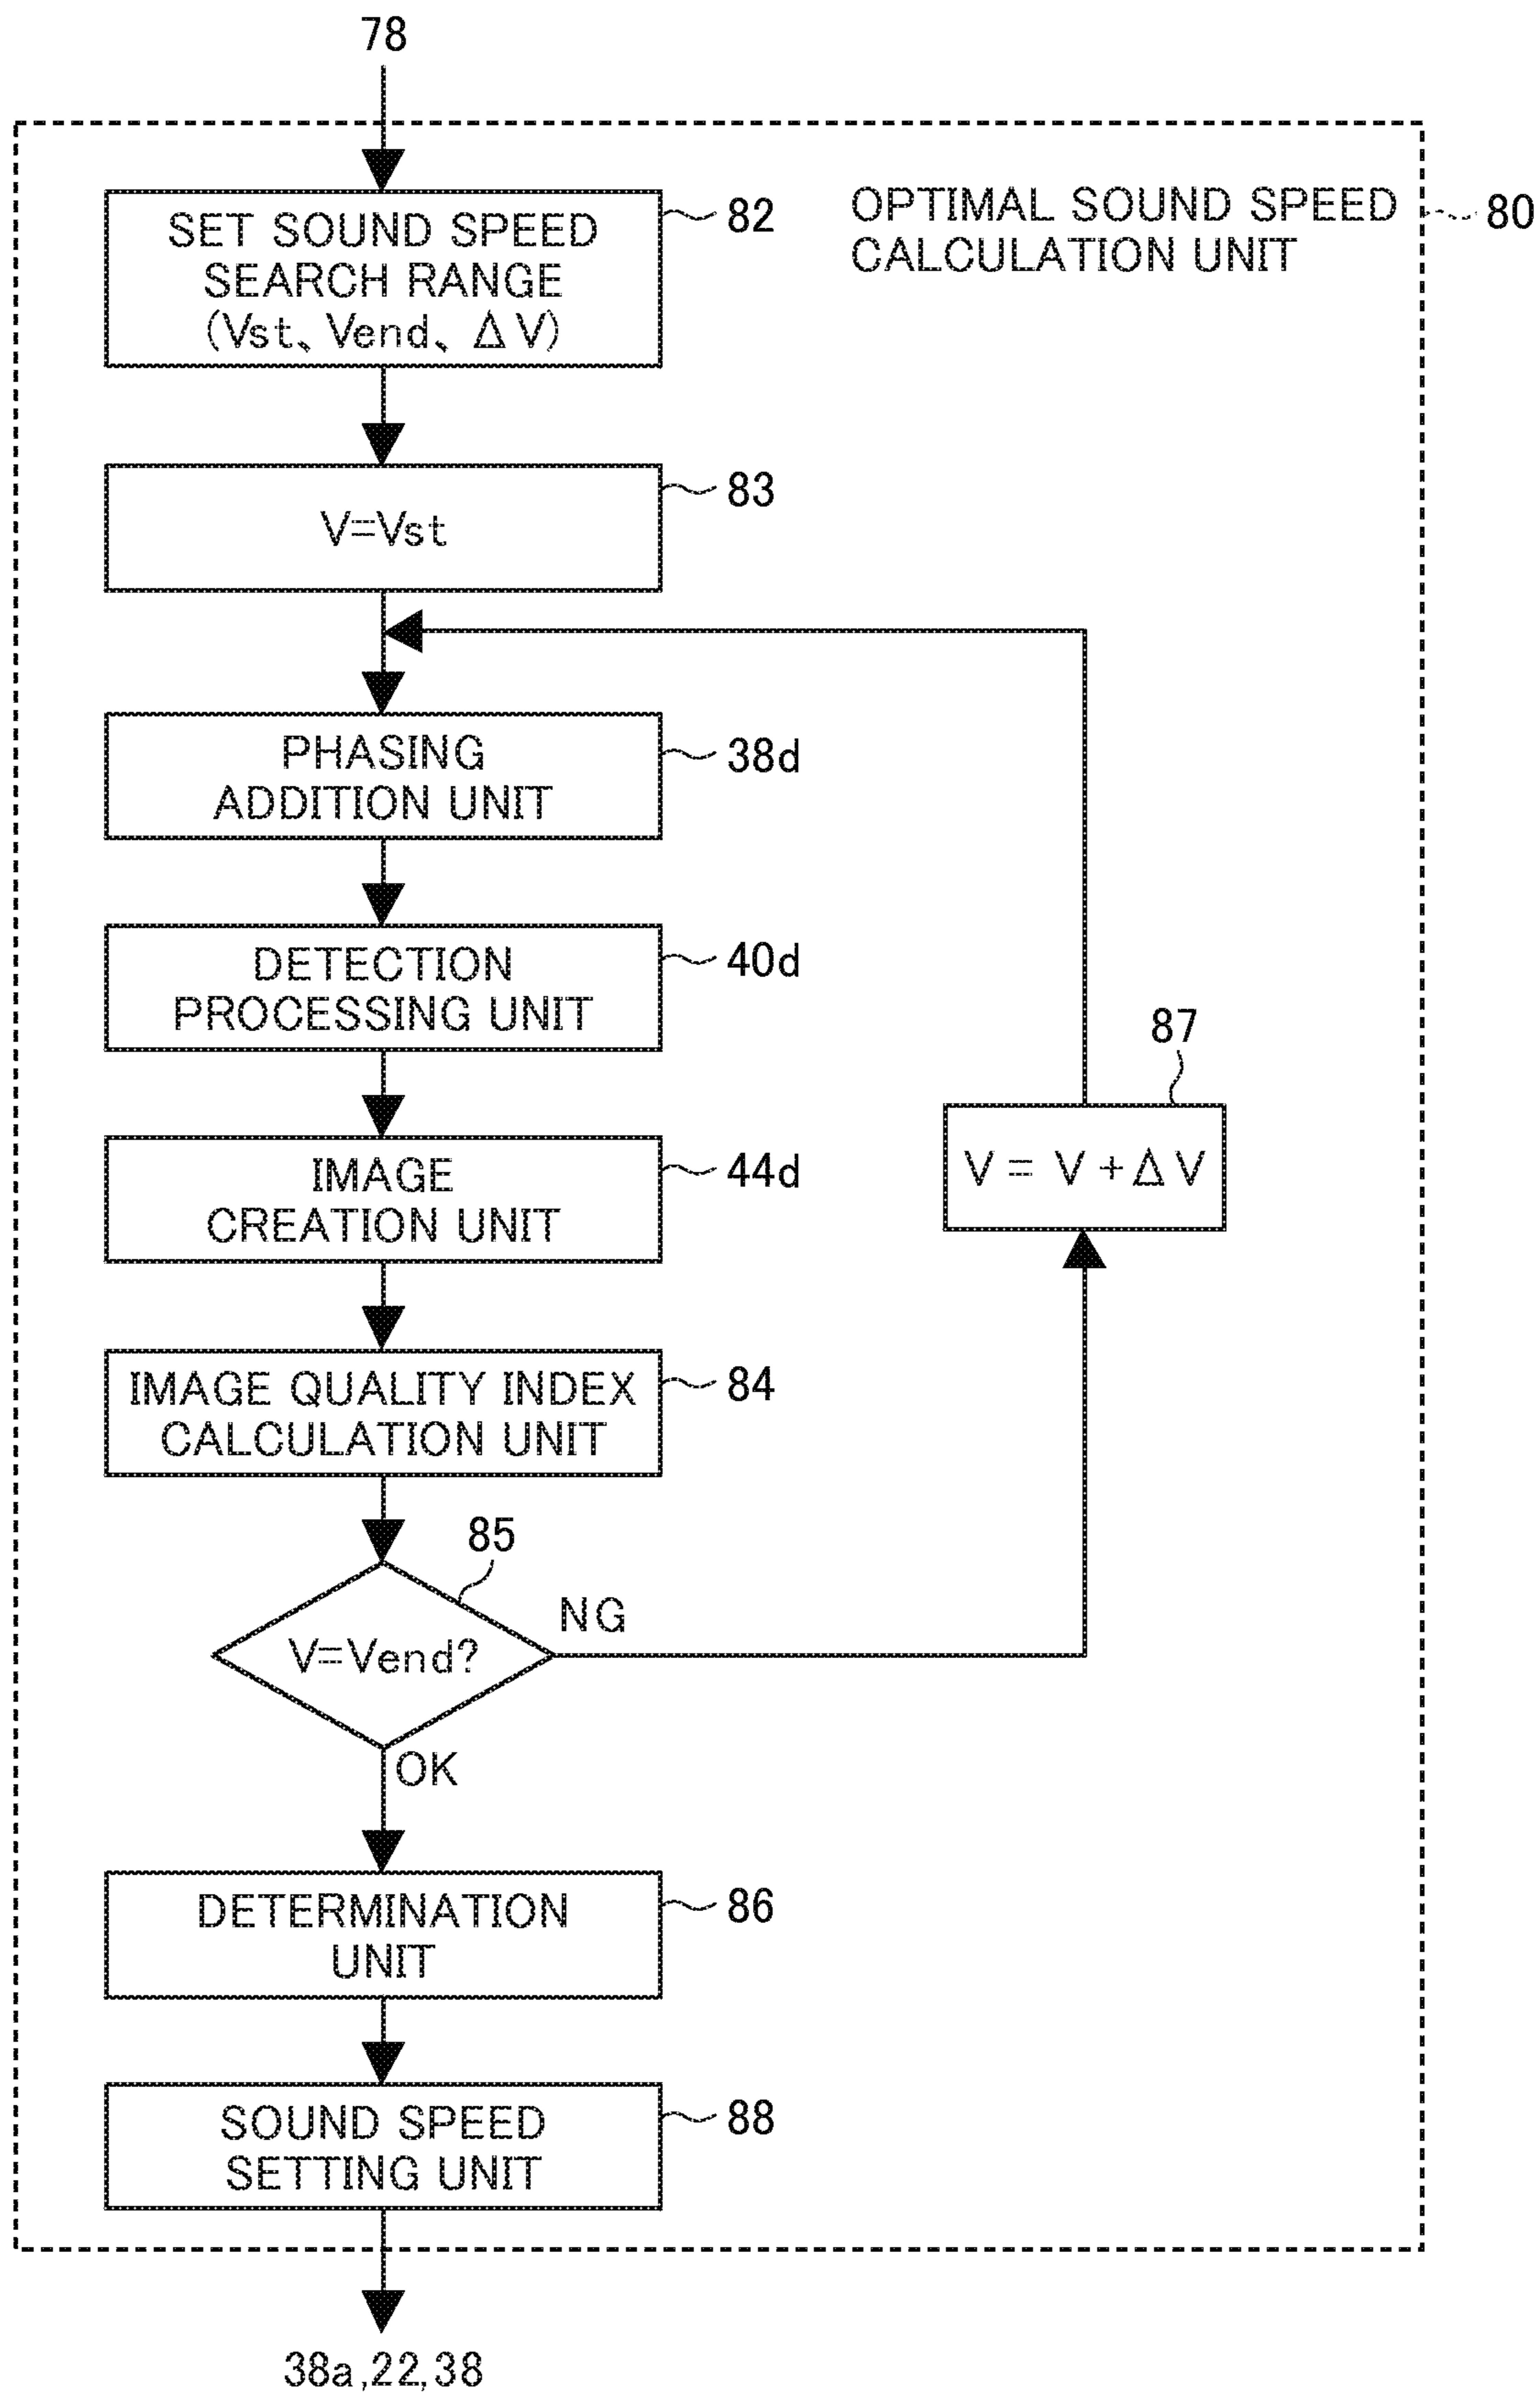 78
SET SOUND SPEED
SEARCH RANGE
(Vst、Vend、ΔV)
82
OPTIMAL SOUND SPEED
CALCULATION UNIT
80
V=Vst
83
PHASING
ADDITION UNIT
38d
DETECTION
PROCESSING UNIT
40d
87
V = V+ΔV
IMAGE
CREATION UNIT
44d
IMAGE QUALITY INDEX
CALCULATION UNIT
84
85
V=Vend?
NG
OK
DETERMINATION
UNIT
86
SOUND SPEED
SETTING UNIT
88
38a,22,38